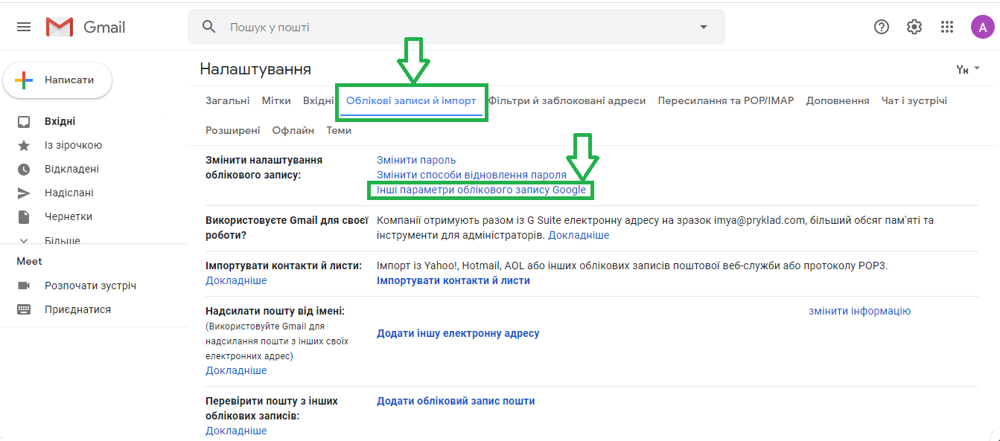 Gmail
Пошук у пошті
A
Написати
Налаштування
Ук
Загальні Мітки Вхідні Облікові записи й імпорт Фільтри й заблоковані адреси Пересилання та POP/IMAP Доповнення Чат і зустрічі
Розширені Офлайн Теми
Вхідні
Із зірочкою
Відкладені
Надіслані
Чернетки
Більше
Meet
Розпочати зустріч
Приєднатися
Змінити налаштування
облікового запису:
Змінити пароль
Змінити способи відновлення пароля
Інші параметри облікового запису Google
Використовуєте Gmail для своєї
роботи?
Компанії отримують разом із G Suite електронну адресу на зразок imya@pryklad.com, більший обсяг пам'яті та
інструменти для адміністраторів. Докладніше
Імпортувати контакти й листи:
Докладніше
Імпорт із Yahoo!, Hotmail, AOL або інших облікових записів поштової веб-служби або протоколу POP3.
Імпортувати контакти й листи
Надсилати пошту від імені:
(Використовуйте Gmail для
надсилання пошти з інших своїх
електронних адрес)
Докладніше
Додати іншу електронну адресу
змінити інформацію
Перевірити пошту з інших
облікових записів:
Докладніше
Додати обліковий запис пошти